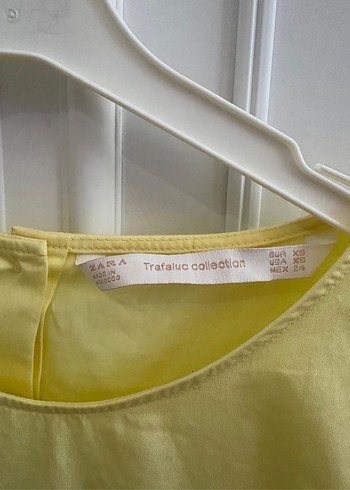 ZARA
MADE IN
MOROCCO
Trafaluc collection
EUR XS
USA XS
MEX 24